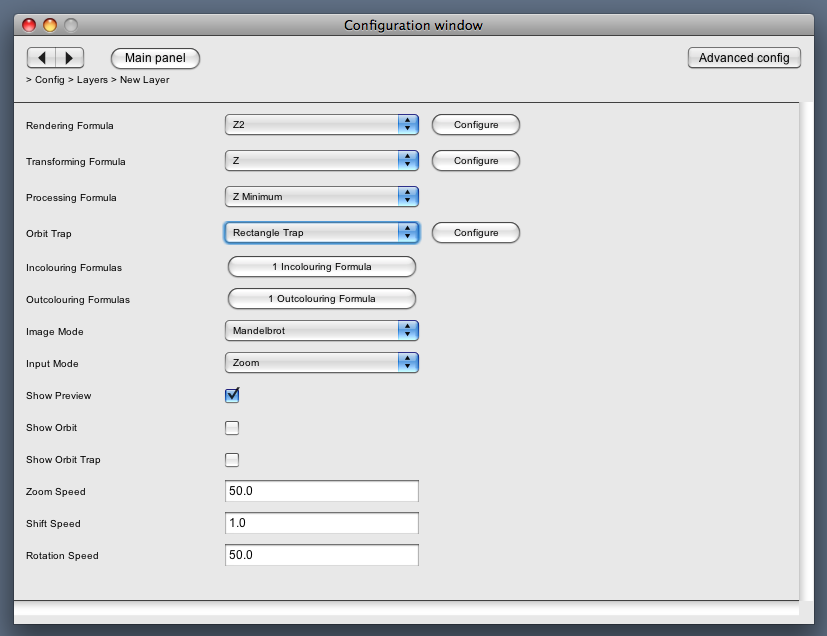 Configuration window
Main panel
Advanced config
> Config > Layers > New Layer
Rendering Formula Z2 Configure
Transforming Formula Z Configure
Processing Formula Z Minimum
Orbit Trap Rectangle Trap Configure
Incolouring Formulas 1 Incolouring Formula
Outcolouring Formulas 1 Outcolouring Formula
Image Mode Mandelbrot
Input Mode Zoom
Show Preview
Show Orbit
Show Orbit Trap
Zoom Speed 50.0
Shift Speed 1.0
Rotation Speed 50.0